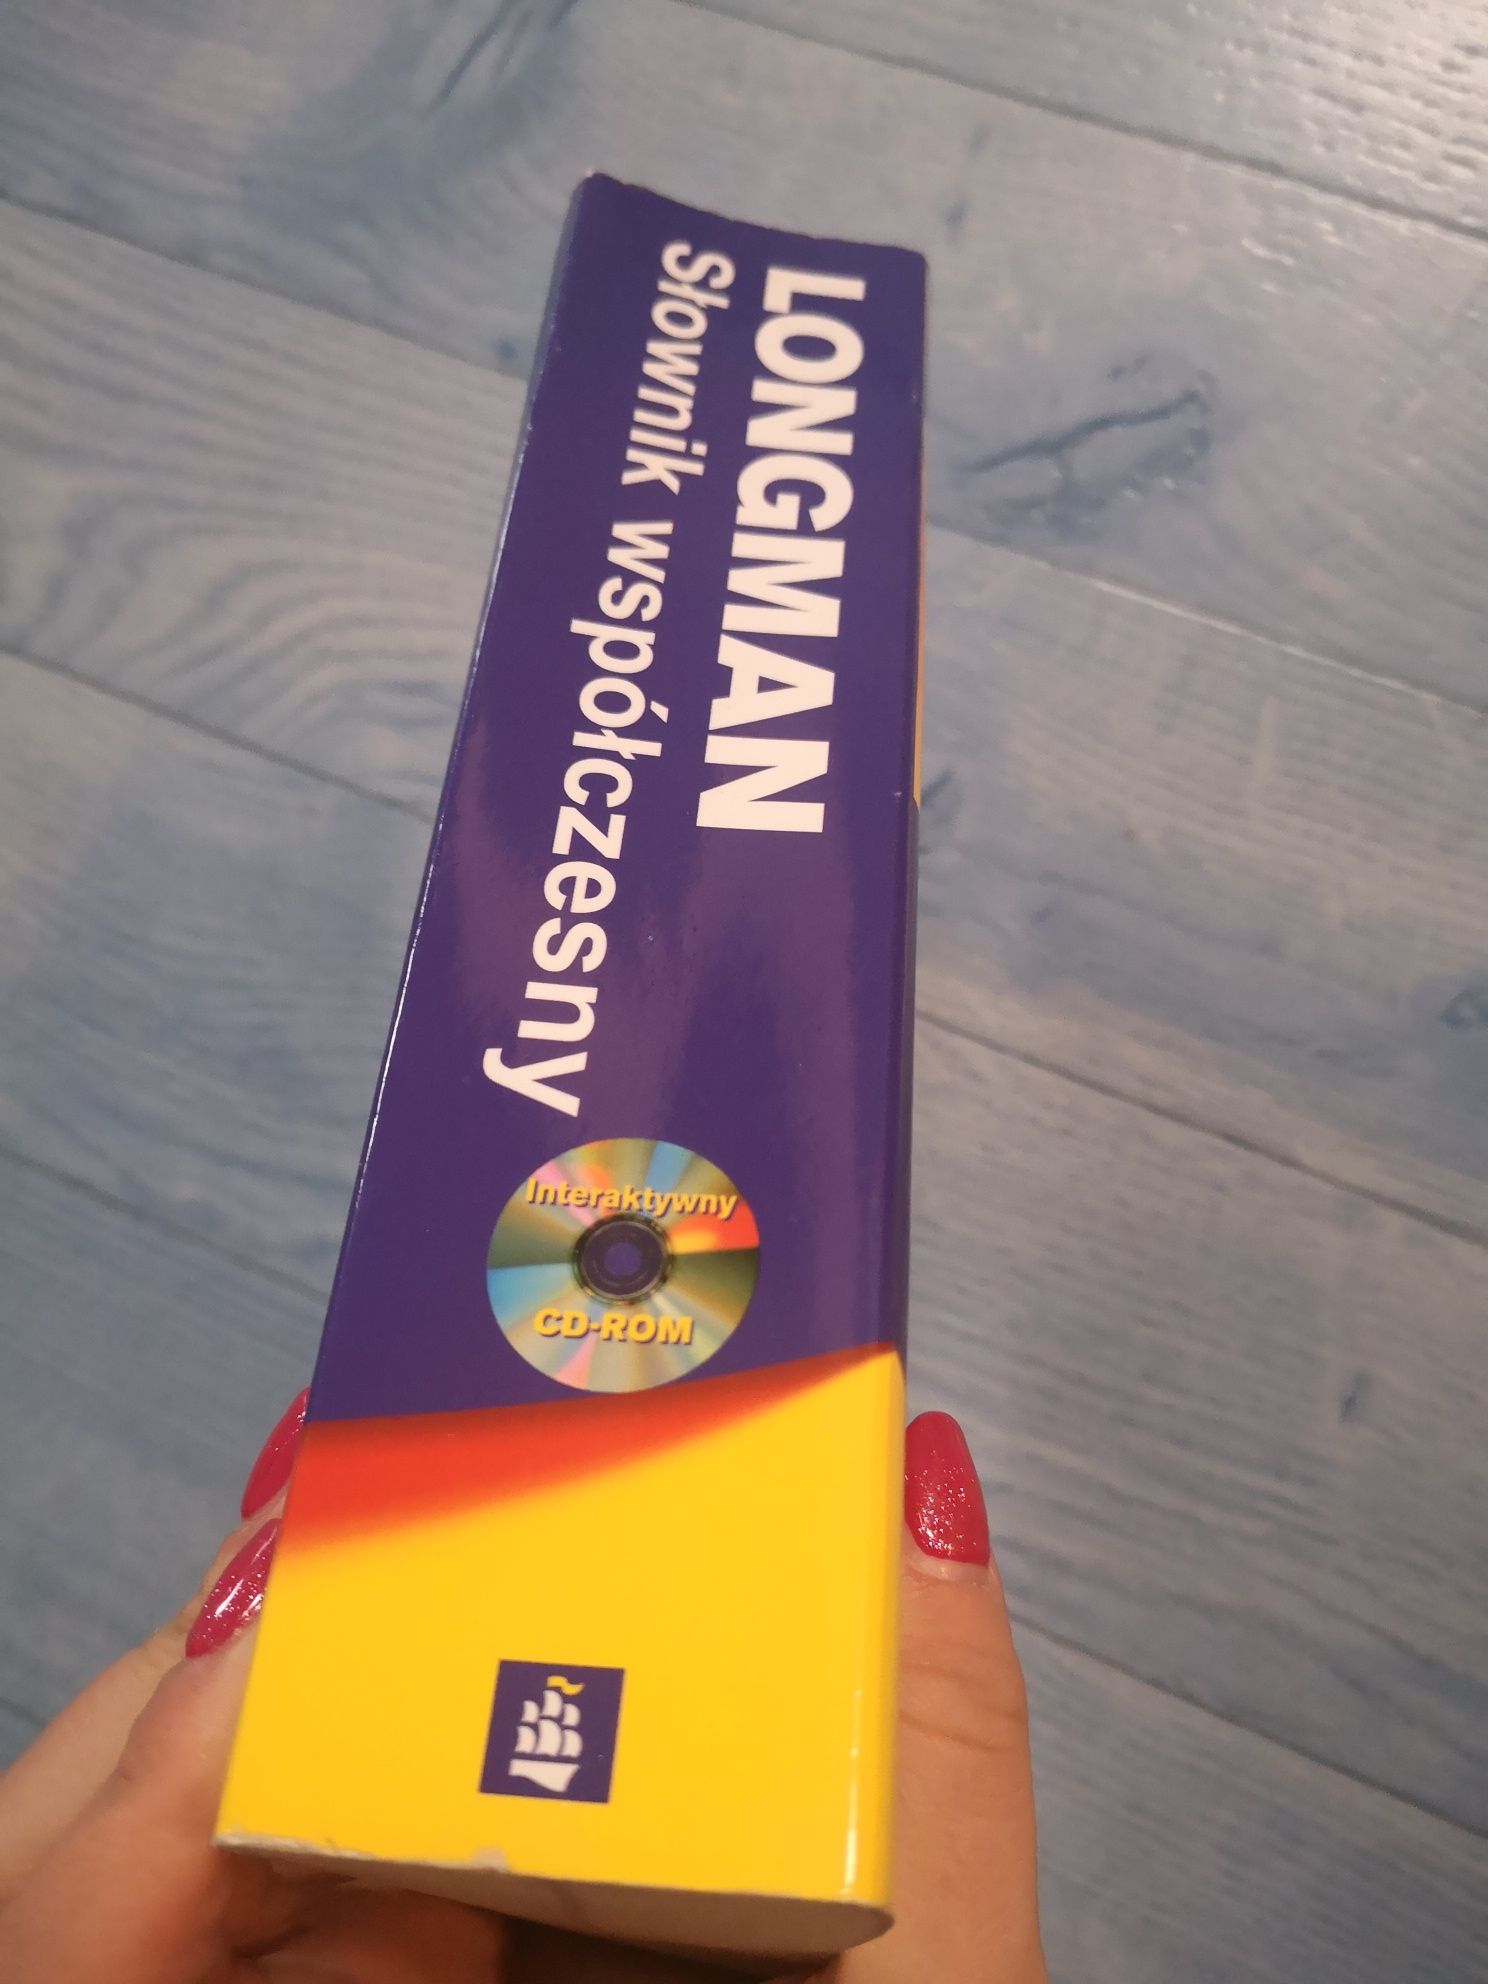 LONGMAN
Słownik współczesny
Interaktywny
CD-ROM